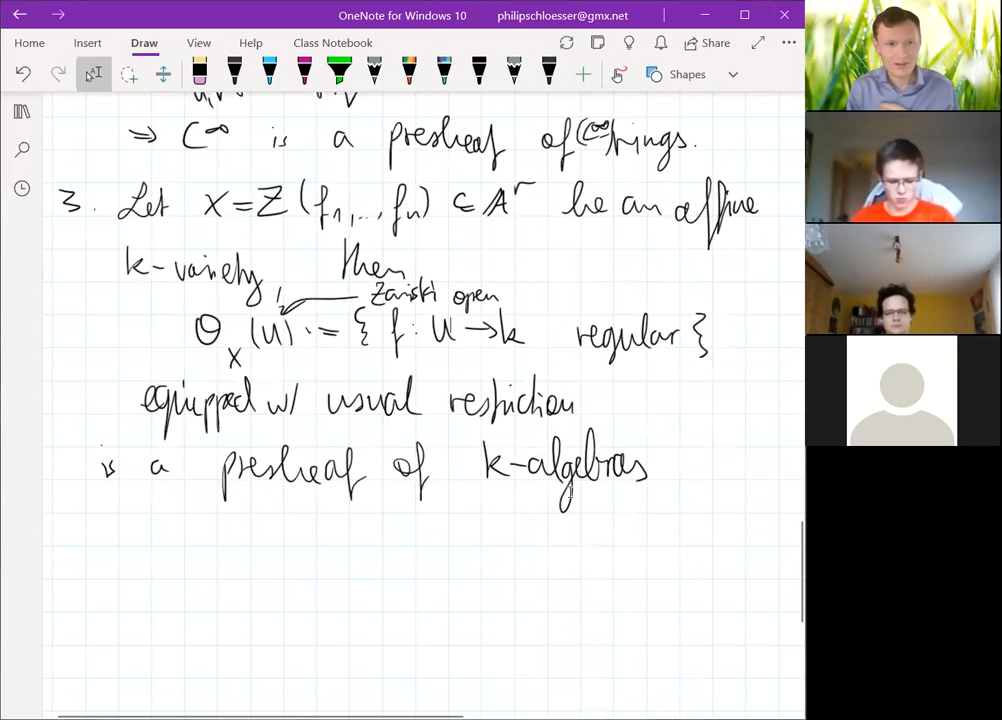 OneNote for Windows 10 philipschloesser@gmx.net
Home Insert Draw View Help Class Notebook Share
Shapes
⇒ C^∞ is a presheaf of (C^∞) rings.
3. Let X = Z(f_1, ..., f_n) ⊆ A^r be an affine
k-variety, then
Zariski open
O_X (U) := { f : U → k regular }
equipped w/ usual restriction
is a presheaf of k-algebras